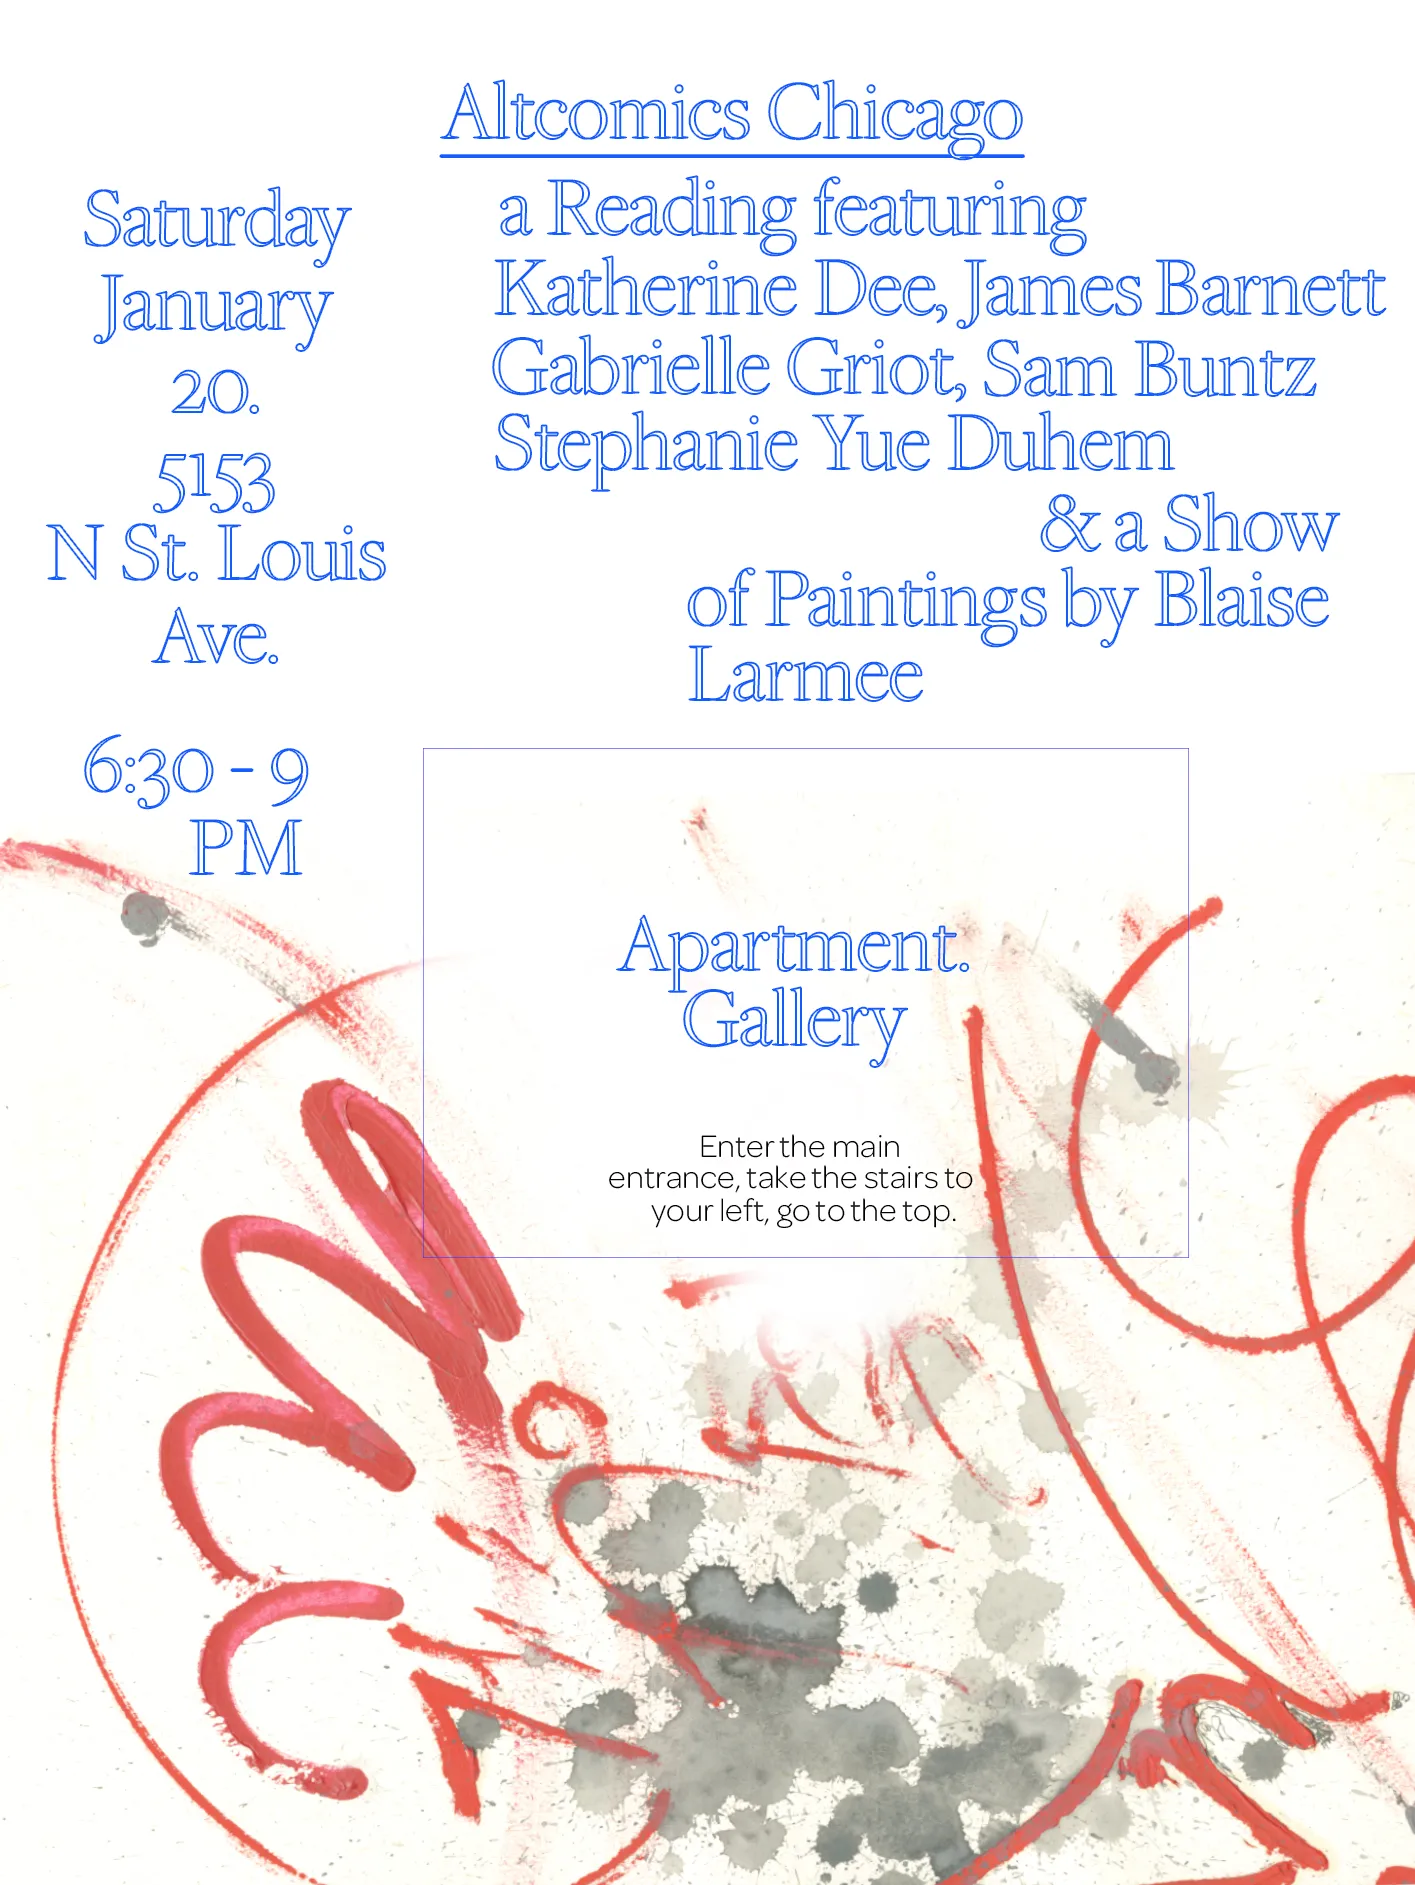 Altcomics Chicago
a Reading featuring
Katherine Dee, James Barnett
Gabrielle Griot, Sam Buntz
Stephanie Yue Duhem
& a Show
of Paintings by Blaise
Larmee
Saturday
January
20.
5153
N St. Louis
Ave.
6:30 - 9
PM
Apartment.
Gallery
Enter the main
entrance, take the stairs to
your left, go to the top.